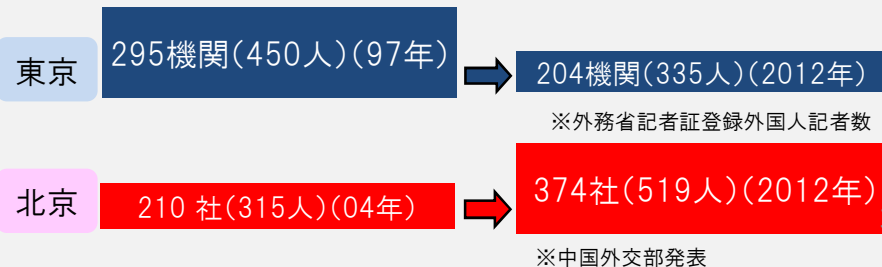 東京
295機関(450人)(97年)
204機関(335人)(2012年)
※外務省記者証登録外国人記者数
北京
210 社(315人)(04年)
374社(519人)(2012年)
※中国外交部発表